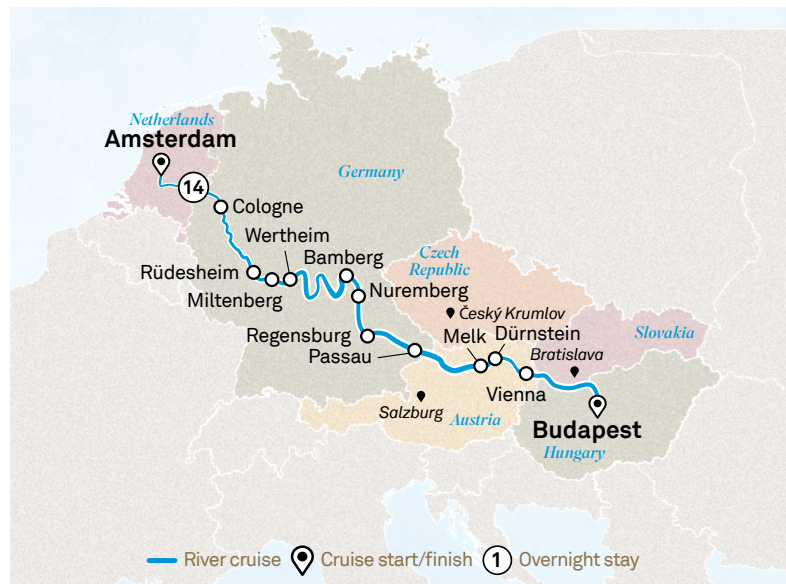 Netherlands
Amsterdam
14
Germany
Cologne
Wertheim
Bamberg
Rüdesheim
Miltenberg
Nuremberg
Czech
Republic
Český Krumlov
Regensburg
Passau
Melk
Dürnstein
Slovakia
Bratislava
Vienna
Salzburg
Austria
Budapest
Hungary
River cruise Cruise start/finish 1 Overnight stay